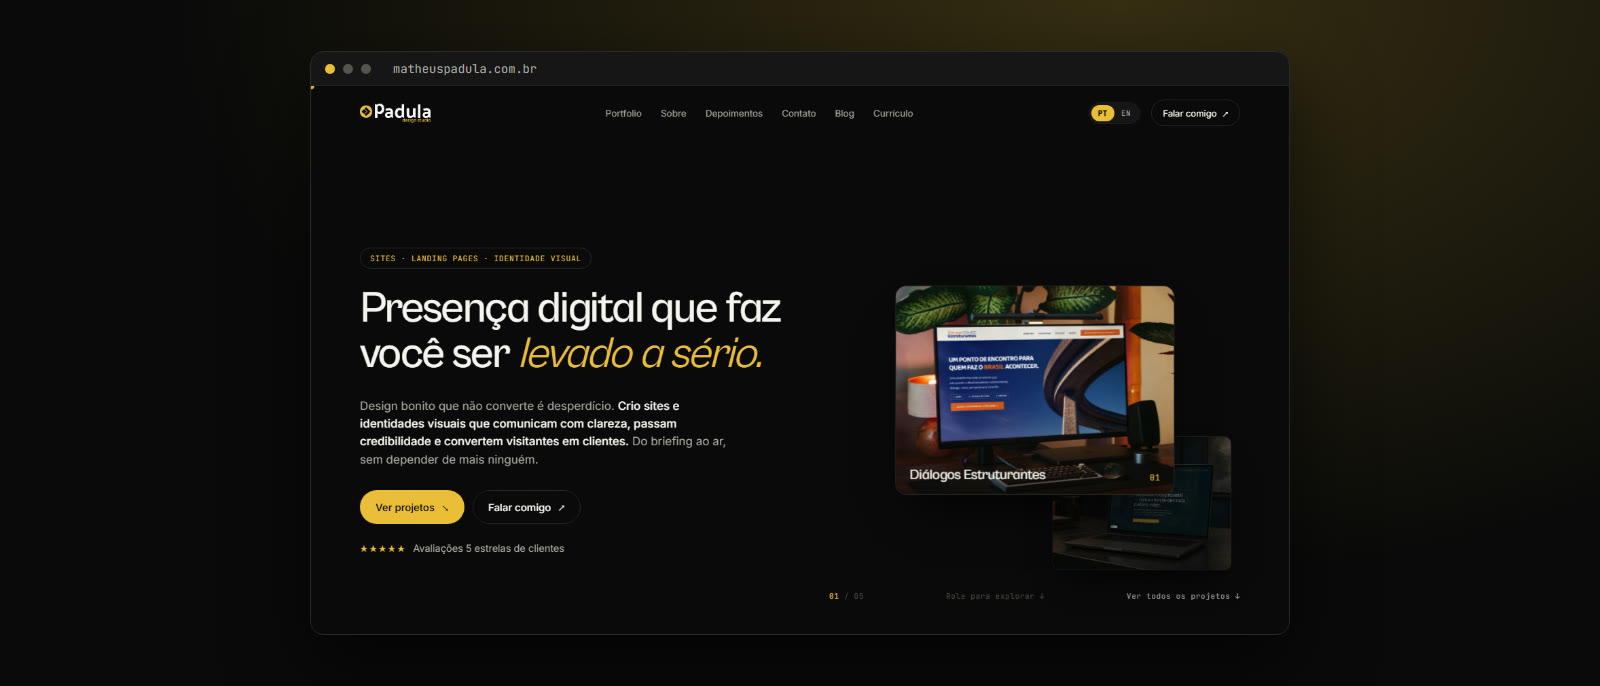 matheuspadula.com.br
Padula
design studio
Portfolio Sobre Depoimentos Contato Blog Currículo
PT EN
Falar comigo ↗
SITES · LANDING PAGES · IDENTIDADE VISUAL
Presença digital que faz
você ser levado a sério.
Design bonito que não converte é desperdício. Crio sites e
identidades visuais que comunicam com clareza, passam
credibilidade e convertem visitantes em clientes. Do briefing ao ar,
sem depender de mais ninguém.
Ver projetos ↘
Falar comigo ↗
★★★★★ Avaliações 5 estrelas de clientes
UM PONTO DE ENCONTRO PARA
QUEM FAZ O BRASIL ACONTECER.
Diálogos Estruturantes
01
01 / 05
Role para explorar ↓
Ver todos os projetos ↓